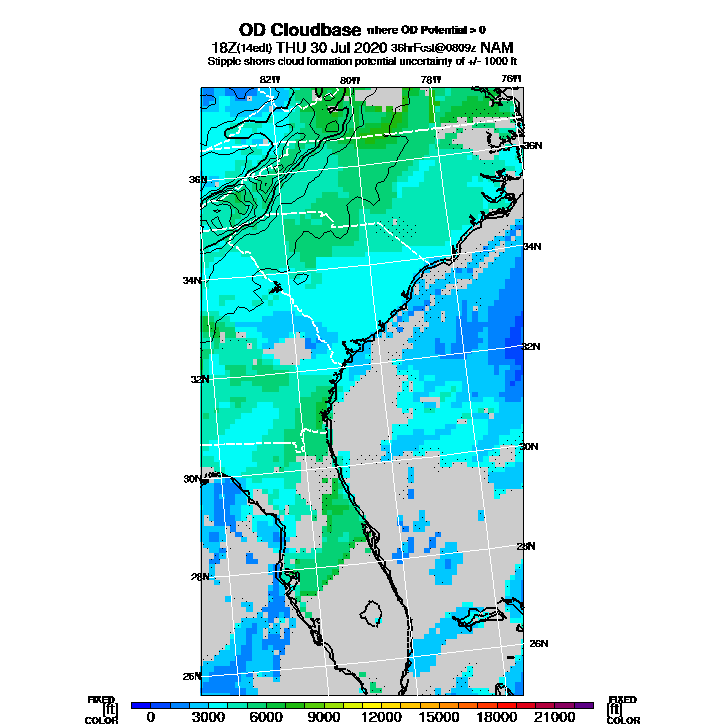 OD Cloudbase where OD Potential > 0
18Z(14edt) THU 30 Jul 2020 36hrFcst@0809z NAM
Stipple shows cloud formation potential uncertainty of +/- 1000 ft
82W 80W 78W 76W
36N
36N
34N
34N
32N
32N
30N
30N
28N
28N
26N
26N
FIXED FIXED
[ft] 0 3000 6000 9000 12000 15000 18000 21000 [ft]
COLOR COLOR